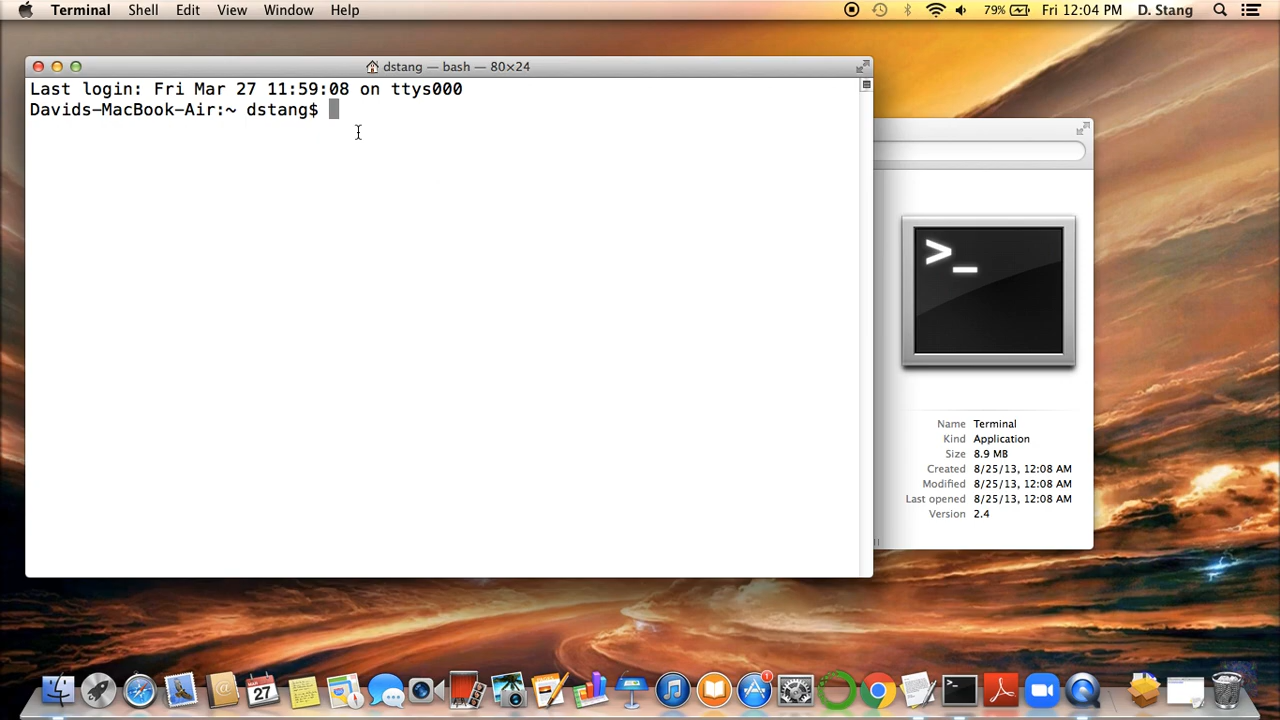 Terminal Shell Edit View Window Help 79% Fri 12:04 PM D. Stang
dstang — bash — 80×24
Last login: Fri Mar 27 11:59:08 on ttys000
Davids-MacBook-Air:~ dstang$
>_
Name Terminal
Kind Application
Size 8.9 MB
Created 8/25/13, 12:08 AM
Modified 8/25/13, 12:08 AM
Last opened 8/25/13, 12:08 AM
Version 2.4
MAR
27
1
>_